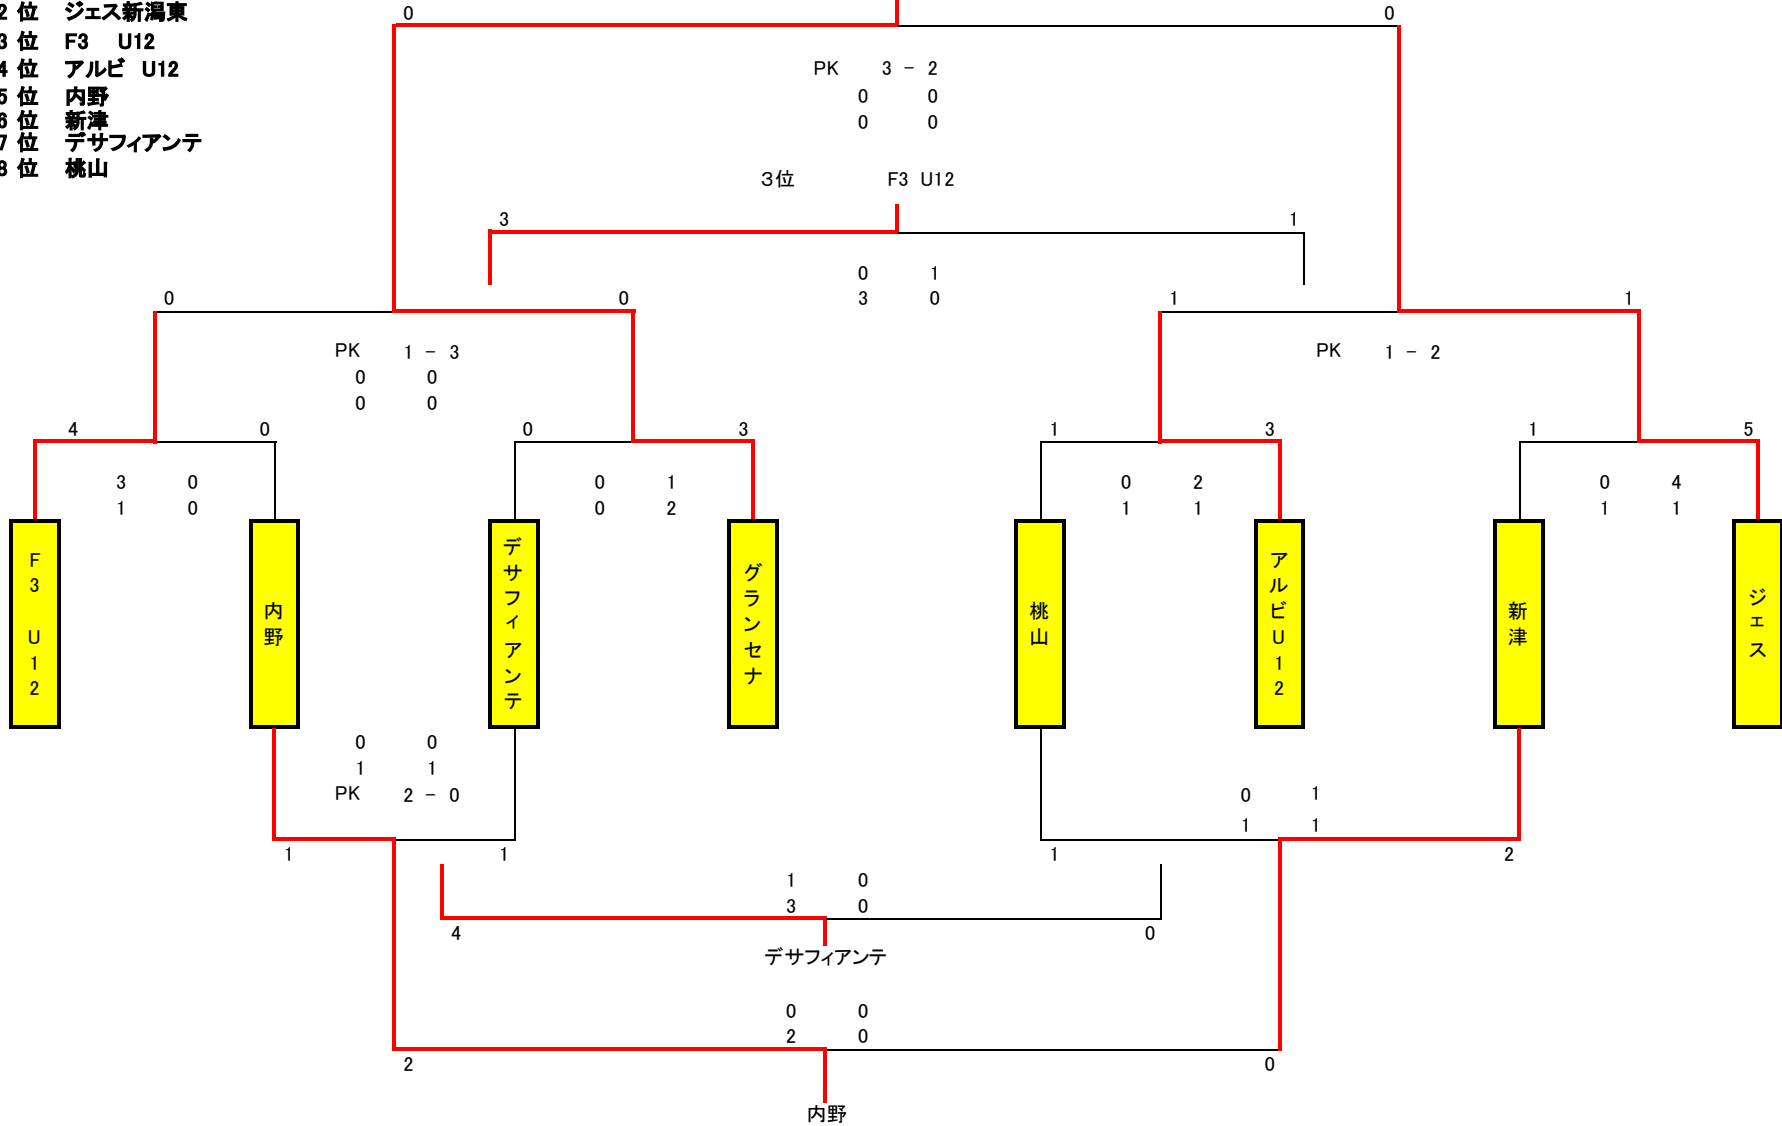 2 位 ジェス新潟東
0 0
3 位 F3 U12
4 位 アルビ U12
PK 3 - 2
5 位 内野
0 0
6 位 新津
0 0
7 位 デサフィアンテ
8 位 桃山
3位 F3 U12
3 1
0 1
3 0
0 0 1 1
PK 1 - 3 PK 1 - 2
0 0
0 0
4 0 0 3 1 3 1 5
3 0 0 1 0 2 0 4
1 0 0 2 1 1 1 1
F3 U12
内野
デサフィアンテ
グランセナ
桃山
アルビU12
新津
ジェス
0 0
1 1
PK 2 - 0 0 1
1 1
1 1 1 2
1 0
3 0
4 0
デサフィアンテ
0 0
2 0
2 0
内野